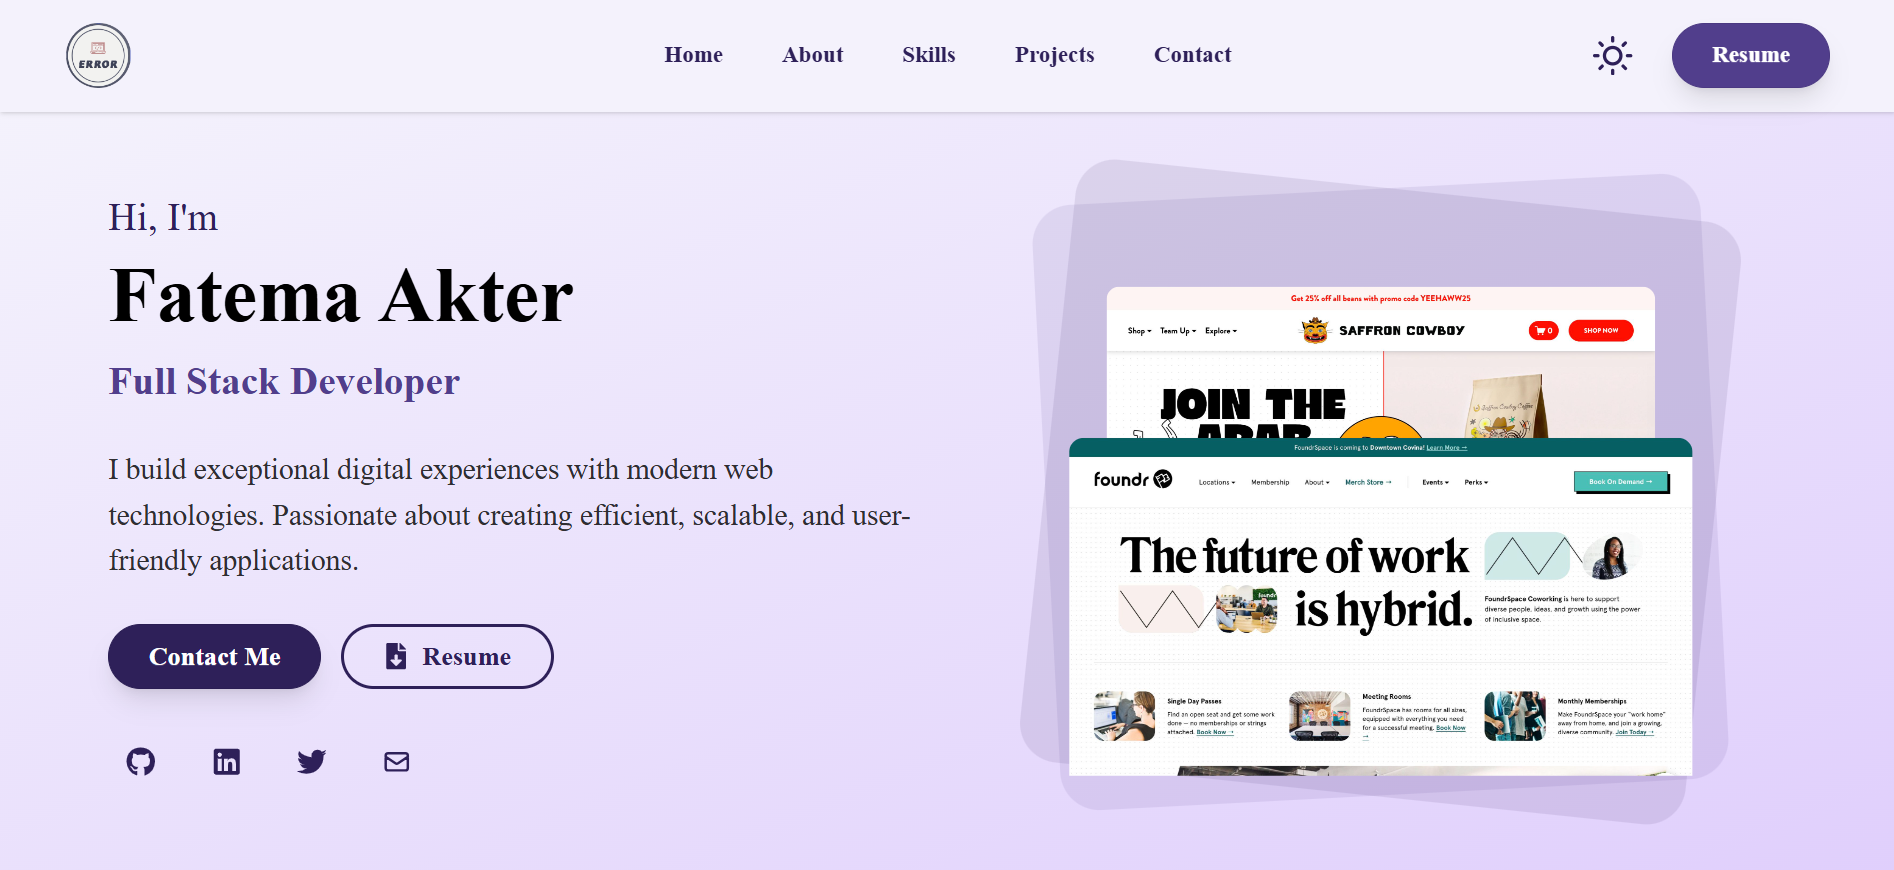 ERROR
Home About Skills Projects Contact
Resume
Hi, I'm
Fatema Akter
Full Stack Developer
I build exceptional digital experiences with modern web
technologies. Passionate about creating efficient, scalable, and user-
friendly applications.
Contact Me
Resume
Get 25% off all beans with promo code YEEHAWW25
Shop Team Up Explore
SAFFRON COWBOY
0
SHOP NOW
JOIN THE
ARAB
Saffron Cowboy Coffee
FoundrSpace is coming to Downtown Covina! Learn More →
foundr
Locations Membership About Merch Store → Events Perks
Book On Demand →
The future of work
is hybrid.
foundr
FoundrSpace Coworking is here to support
diverse people, ideas, and growth using the power
of inclusive space.
Single Day Passes
Find an open seat and get some work
done — no memberships or strings
attached. Book Now →
Meeting Rooms
FoundrSpace has rooms for all sizes,
equipped with everything you need
for a successful meeting. Book Now
→
Monthly Memberships
Make FoundrSpace your "work home"
away from home, and join a growing,
diverse community. Join Today →